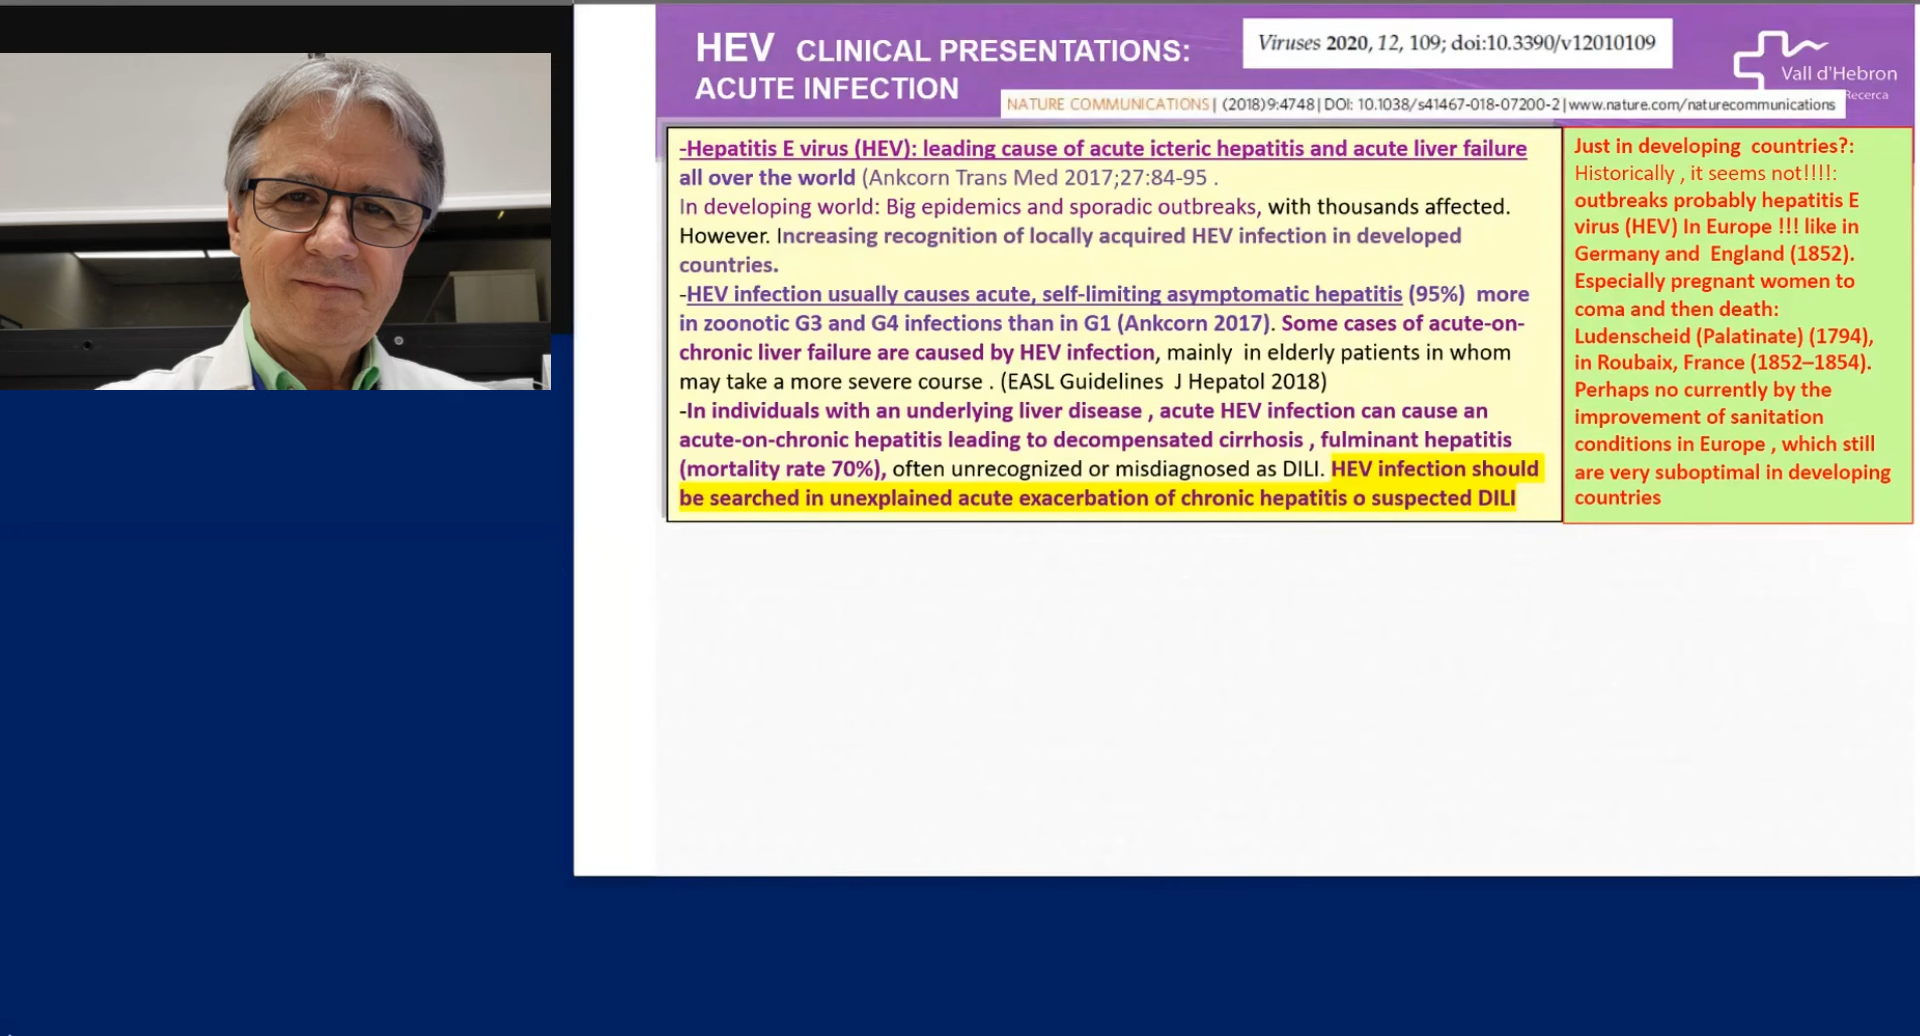 HEV CLINICAL PRESENTATIONS:
ACUTE INFECTION
Viruses 2020, 12, 109; doi:10.3390/v12010109
NATURE COMMUNICATIONS | (2018)9:4748 | DOI: 10.1038/s41467-018-07200-2 | www.nature.com/naturecommunications
Vall d'Hebron
Recerca
-Hepatitis E virus (HEV): leading cause of acute icteric hepatitis and acute liver failure
all over the world (Ankcorn Trans Med 2017;27:84-95 .
In developing world: Big epidemics and sporadic outbreaks, with thousands affected.
However. Increasing recognition of locally acquired HEV infection in developed
countries.
-HEV infection usually causes acute, self-limiting asymptomatic hepatitis (95%) more
in zoonotic G3 and G4 infections than in G1 (Ankcorn 2017). Some cases of acute-on-
chronic liver failure are caused by HEV infection, mainly in elderly patients in whom
may take a more severe course . (EASL Guidelines J Hepatol 2018)
-In individuals with an underlying liver disease , acute HEV infection can cause an
acute-on-chronic hepatitis leading to decompensated cirrhosis , fulminant hepatitis
(mortality rate 70%), often unrecognized or misdiagnosed as DILI. HEV infection should
be searched in unexplained acute exacerbation of chronic hepatitis o suspected DILI
Just in developing countries?:
Historically , it seems not!!!!:
outbreaks probably hepatitis E
virus (HEV) In Europe !!! like in
Germany and England (1852).
Especially pregnant women to
coma and then death:
Ludenscheid (Palatinate) (1794),
in Roubaix, France (1852–1854).
Perhaps no currently by the
improvement of sanitation
conditions in Europe , which still
are very suboptimal in developing
countries